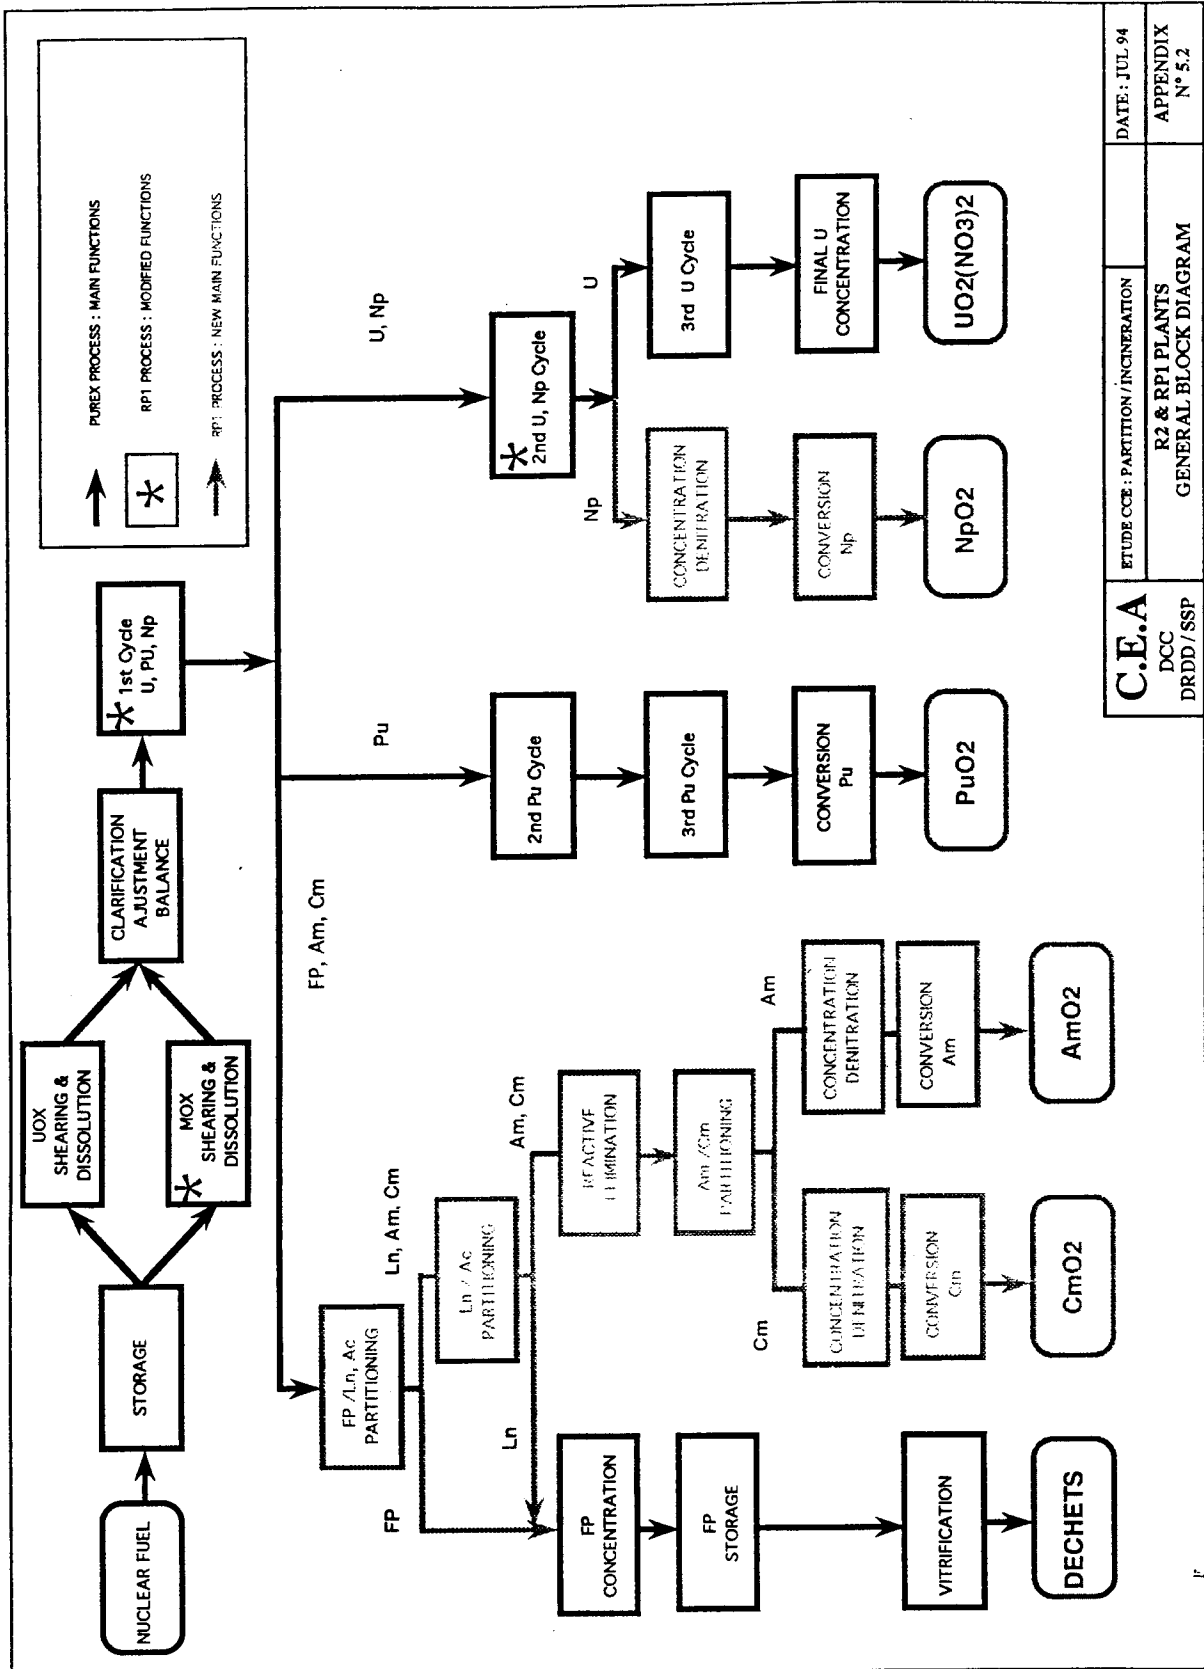 NUCLEAR FUEL
STORAGE
UOX
SHEARING &
DISSOLUTION
* MOX
SHEARING &
DISSOLUTION
CLARIFICATION
AJUSTMENT
BALANCE
* 1st Cycle
U, PU, Np
PUREX PROCESS : MAIN FUNCTIONS
* RP1 PROCESS : MODIFIED FUNCTIONS
RP1 PROCESS : NEW MAIN FUNCTIONS
FP, Am, Cm
Pu
U, Np
FP /Ln, Ac
PARTITIONING
FP
Ln, Am, Cm
Ln / Ac
PARTITIONING
Ln
Am, Cm
FP
CONCENTRATION
FP
STORAGE
VITRIFICATION
DECHETS
REACTIVE
ELIMINATION
Am /Cm
PARTITIONING
Cm
Am
CONCENTRATION
DENITRATION
CONVERSION
Cm
CmO2
CONCENTRATION
DENITRATION
CONVERSION
Am
AmO2
2nd Pu Cycle
3rd Pu Cycle
CONVERSION
Pu
PuO2
* 2nd U, Np Cycle
Np
U
CONCENTRATION
DENITRATION
CONVERSION
Np
NpO2
3rd U Cycle
FINAL U
CONCENTRATION
UO2(NO3)2
C.E.A
DCC
DRDD / SSP
ETUDE CCE : PARTITION / INCINERATION
DATE : JUL 94
R2 & RP1 PLANTS
GENERAL BLOCK DIAGRAM
APPENDIX
N° 5.2